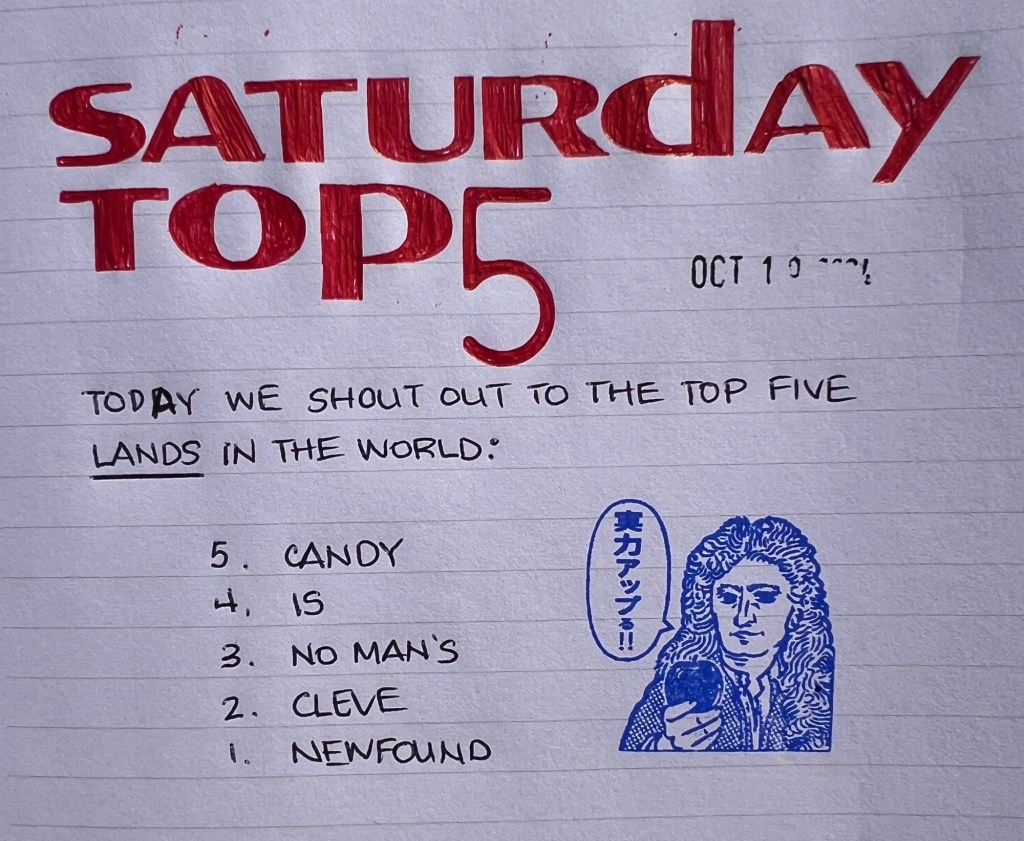 SATURdAy
TOP5
OCT 1
TODAY WE SHOUT OUT TO THE TOP FIVE
LANDS IN THE WORLD:
5. CANDY
4. IS
3. NO MAN'S
2. CLEVE
1. NEWFOUND
実力アップる!!